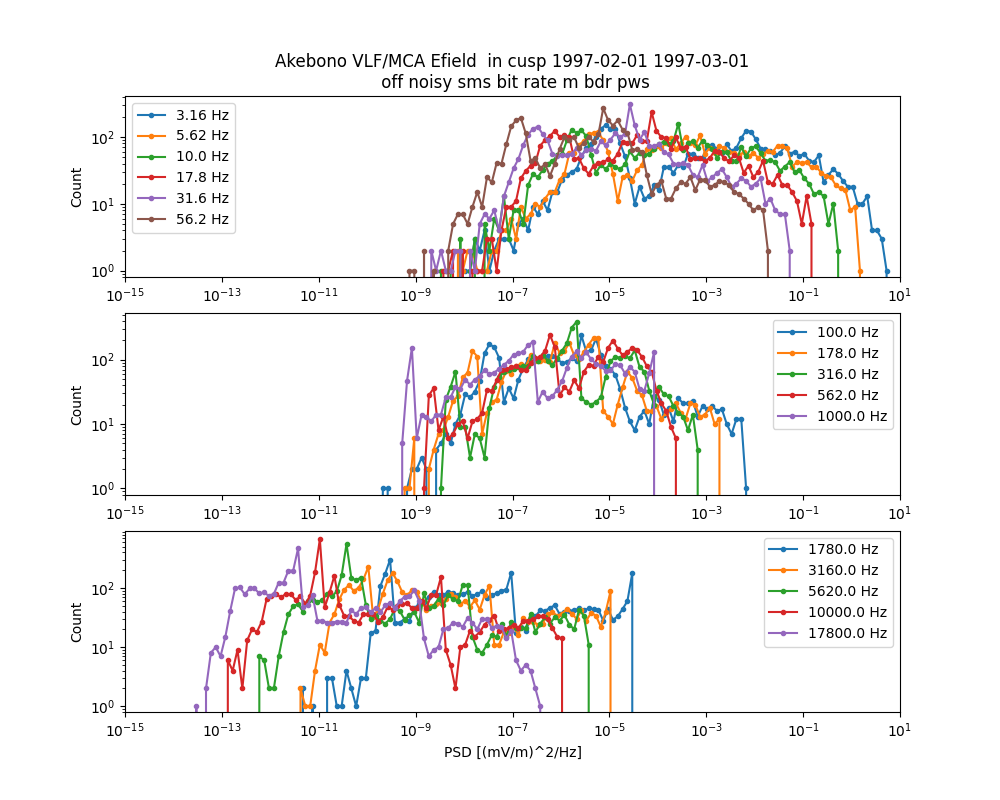 Akebono VLF/MCA Efield  in cusp 1997-02-01 1997-03-01
off noisy sms bit rate m bdr pws
Count
10^2
10^1
10^0
3.16 Hz
5.62 Hz
10.0 Hz
17.8 Hz
31.6 Hz
56.2 Hz
10^−15 10^−13 10^−11 10^−9 10^−7 10^−5 10^−3 10^−1 10^1
Count
10^2
10^1
10^0
100.0 Hz
178.0 Hz
316.0 Hz
562.0 Hz
1000.0 Hz
10^−15 10^−13 10^−11 10^−9 10^−7 10^−5 10^−3 10^−1 10^1
Count
10^2
10^1
10^0
1780.0 Hz
3160.0 Hz
5620.0 Hz
10000.0 Hz
17800.0 Hz
10^−15 10^−13 10^−11 10^−9 10^−7 10^−5 10^−3 10^−1 10^1
PSD [(mV/m)^2/Hz]